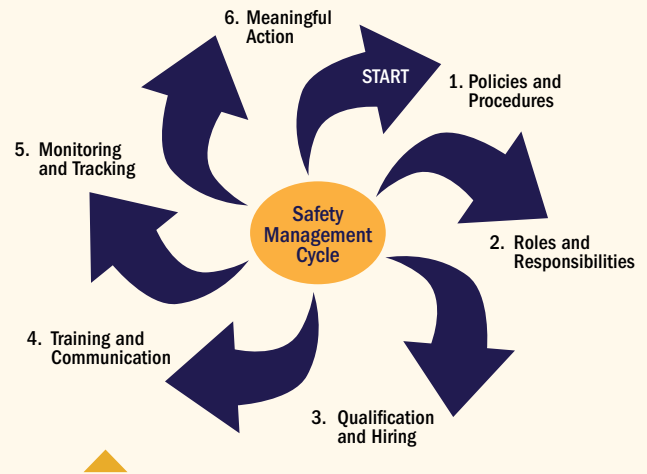 6. Meaningful
Action
START
1. Policies and
Procedures
5. Monitoring
and Tracking
Safety
Management
Cycle
2. Roles and
Responsibilities
4. Training and
Communication
3. Qualification
and Hiring